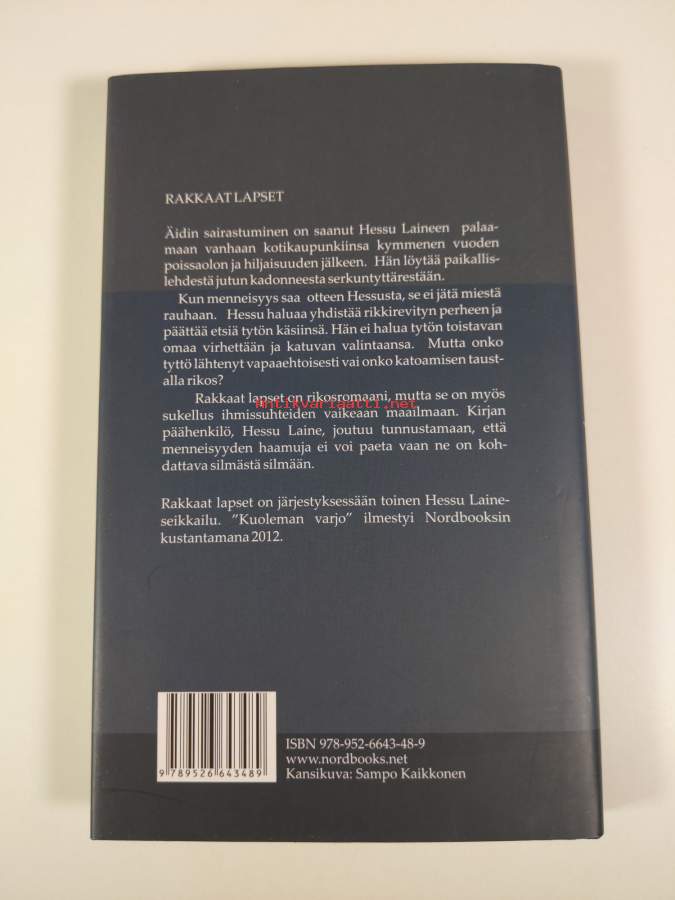 RAKKAAT LAPSET
Äidin sairastuminen on saanut Hessu Laineen palaa-
maan vanhaan kotikaupunkiinsa kymmenen vuoden
poissaolon ja hiljaisuuden jälkeen. Hän löytää paikallis-
lehdestä jutun kadonneesta serkuntyttärestään.
Kun menneisyys saa otteen Hessusta, se ei jätä miestä
rauhaan. Hessu haluaa yhdistää rikkirevityn perheen ja
päättää etsiä tytön käsiinsä. Hän ei halua tytön toistavan
omaa virhettään ja katuvan valintaansa. Mutta onko
tyttö lähtenyt vapaaehtoisesti vai onko katoamisen taust-
alla rikos?
Rakkaat lapset on rikosromaani, mutta se on myös
antikvariaatti.net
sukellus ihmissuhteiden vaikeaan maailmaan. Kirjan
päähenkilö, Hessu Laine, joutuu tunnustamaan, että
menneisyyden haamuja ei voi paeta vaan ne on koh-
dattava silmästä silmään.
Rakkaat lapset on järjestyksessään toinen Hessu Laine-
seikkailu. ”Kuoleman varjo” ilmestyi Nordbooksin
kustantamana 2012.
ISBN 978-952-6643-48-9
www.nordbooks.net
Kansikuva: Sampo Kaikkonen
9 789526 643489